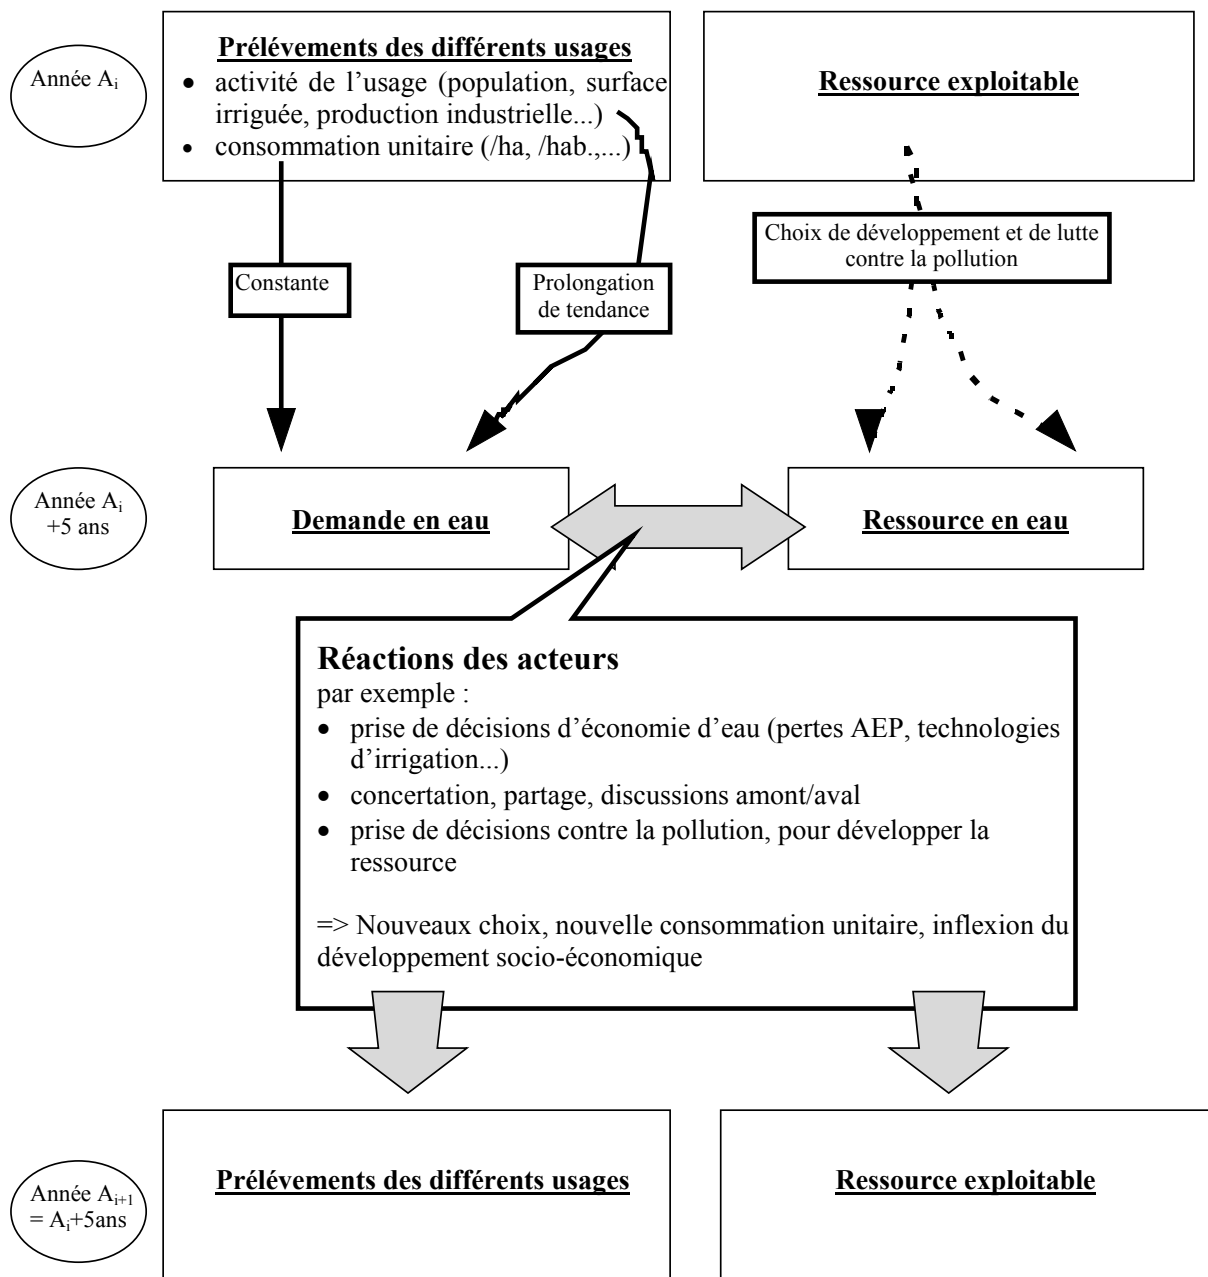 Année Ai
Prélévements des différents usages
• activité de l’usage (population, surface
irriguée, production industrielle...)
• consommation unitaire (/ha, /hab.,...)
Ressource exploitable
Choix de développement et de lutte
contre la pollution
Constante
Prolongation
de tendance
Année Ai
+5 ans
Demande en eau
Ressource en eau
Réactions des acteurs
par exemple :
• prise de décisions d’économie d’eau (pertes AEP, technologies
d’irrigation...)
• concertation, partage, discussions amont/aval
• prise de décisions contre la pollution, pour développer la
ressource
=> Nouveaux choix, nouvelle consommation unitaire, inflexion du
développement socio-économique
Année Ai+1
= Ai+5ans
Prélévements des différents usages
Ressource exploitable